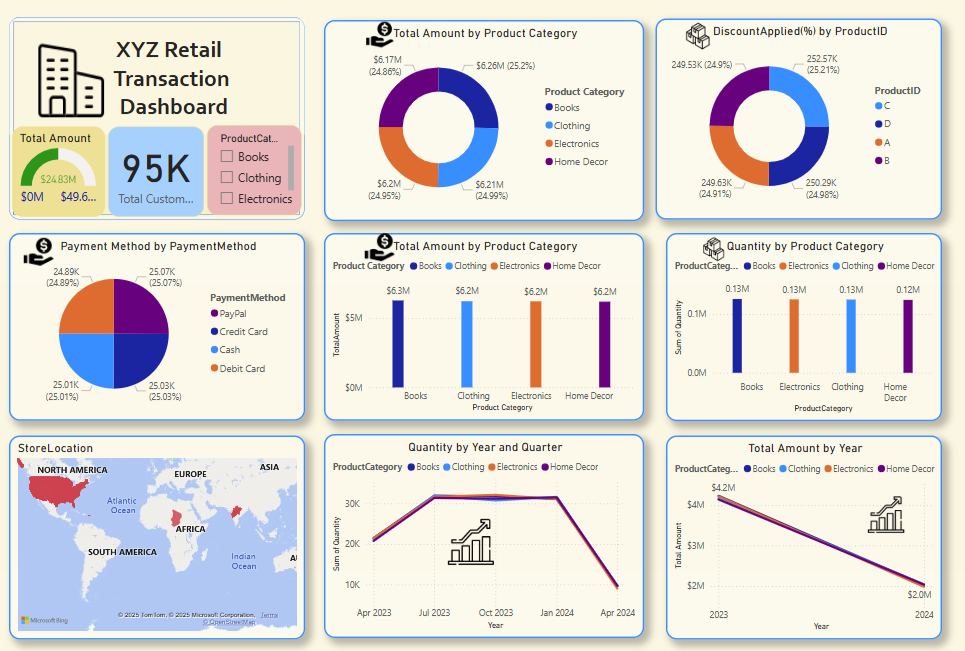 XYZ Retail
Transaction
Dashboard
Total Amount
$24.83M
$0M $49.6...
95K
Total Custom...
ProductCat...
Books
Clothing
Electronics
Total Amount by Product Category
$6.17M
(24.86%)
$6.26M (25.2%)
$6.2M
(24.95%)
$6.21M
(24.99%)
Product Category
Books
Clothing
Electronics
Home Decor
DiscountApplied(%) by ProductID
249.53K (24.9%)
252.57K
(25.21%)
249.63K
(24.91%)
250.29K
(24.98%)
ProductID
C
D
A
B
Payment Method by PaymentMethod
24.89K
(24.89%)
25.07K
(25.07%)
25.01K
(25.01%)
25.03K
(25.03%)
PaymentMethod
PayPal
Credit Card
Cash
Debit Card
Total Amount by Product Category
Product Category Books Clothing Electronics Home Decor
$6.3M $6.2M $6.2M $6.2M
$5M
$0M
TotalAmount
Books Clothing Electronics Home Decor
Product Category
Quantity by Product Category
ProductCateg... Books Electronics Clothing Home Decor
0.13M 0.13M 0.13M 0.12M
0.1M
0.0M
Sum of Quantity
Books Electronics Clothing Home
Decor
ProductCategory
StoreLocation
NORTH AMERICA
EUROPE
ASIA
Atlantic
Ocean
AFRICA
SOUTH AMERICA
Indian
Ocean
AU
Microsoft Bing
© 2025 TomTom, © 2025 Microsoft Corporation, Terms
© OpenStreetMap
Quantity by Year and Quarter
ProductCategory Books Clothing Electronics Home Decor
30K
20K
10K
Sum of Quantity
Apr 2023 Jul 2023 Oct 2023 Jan 2024 Apr 2024
Year
Total Amount by Year
ProductCateg... Books Clothing Electronics Home Decor
$4.2M
$4M
$3M
$2M
$2.0M
Total Amount
2023 2024
Year